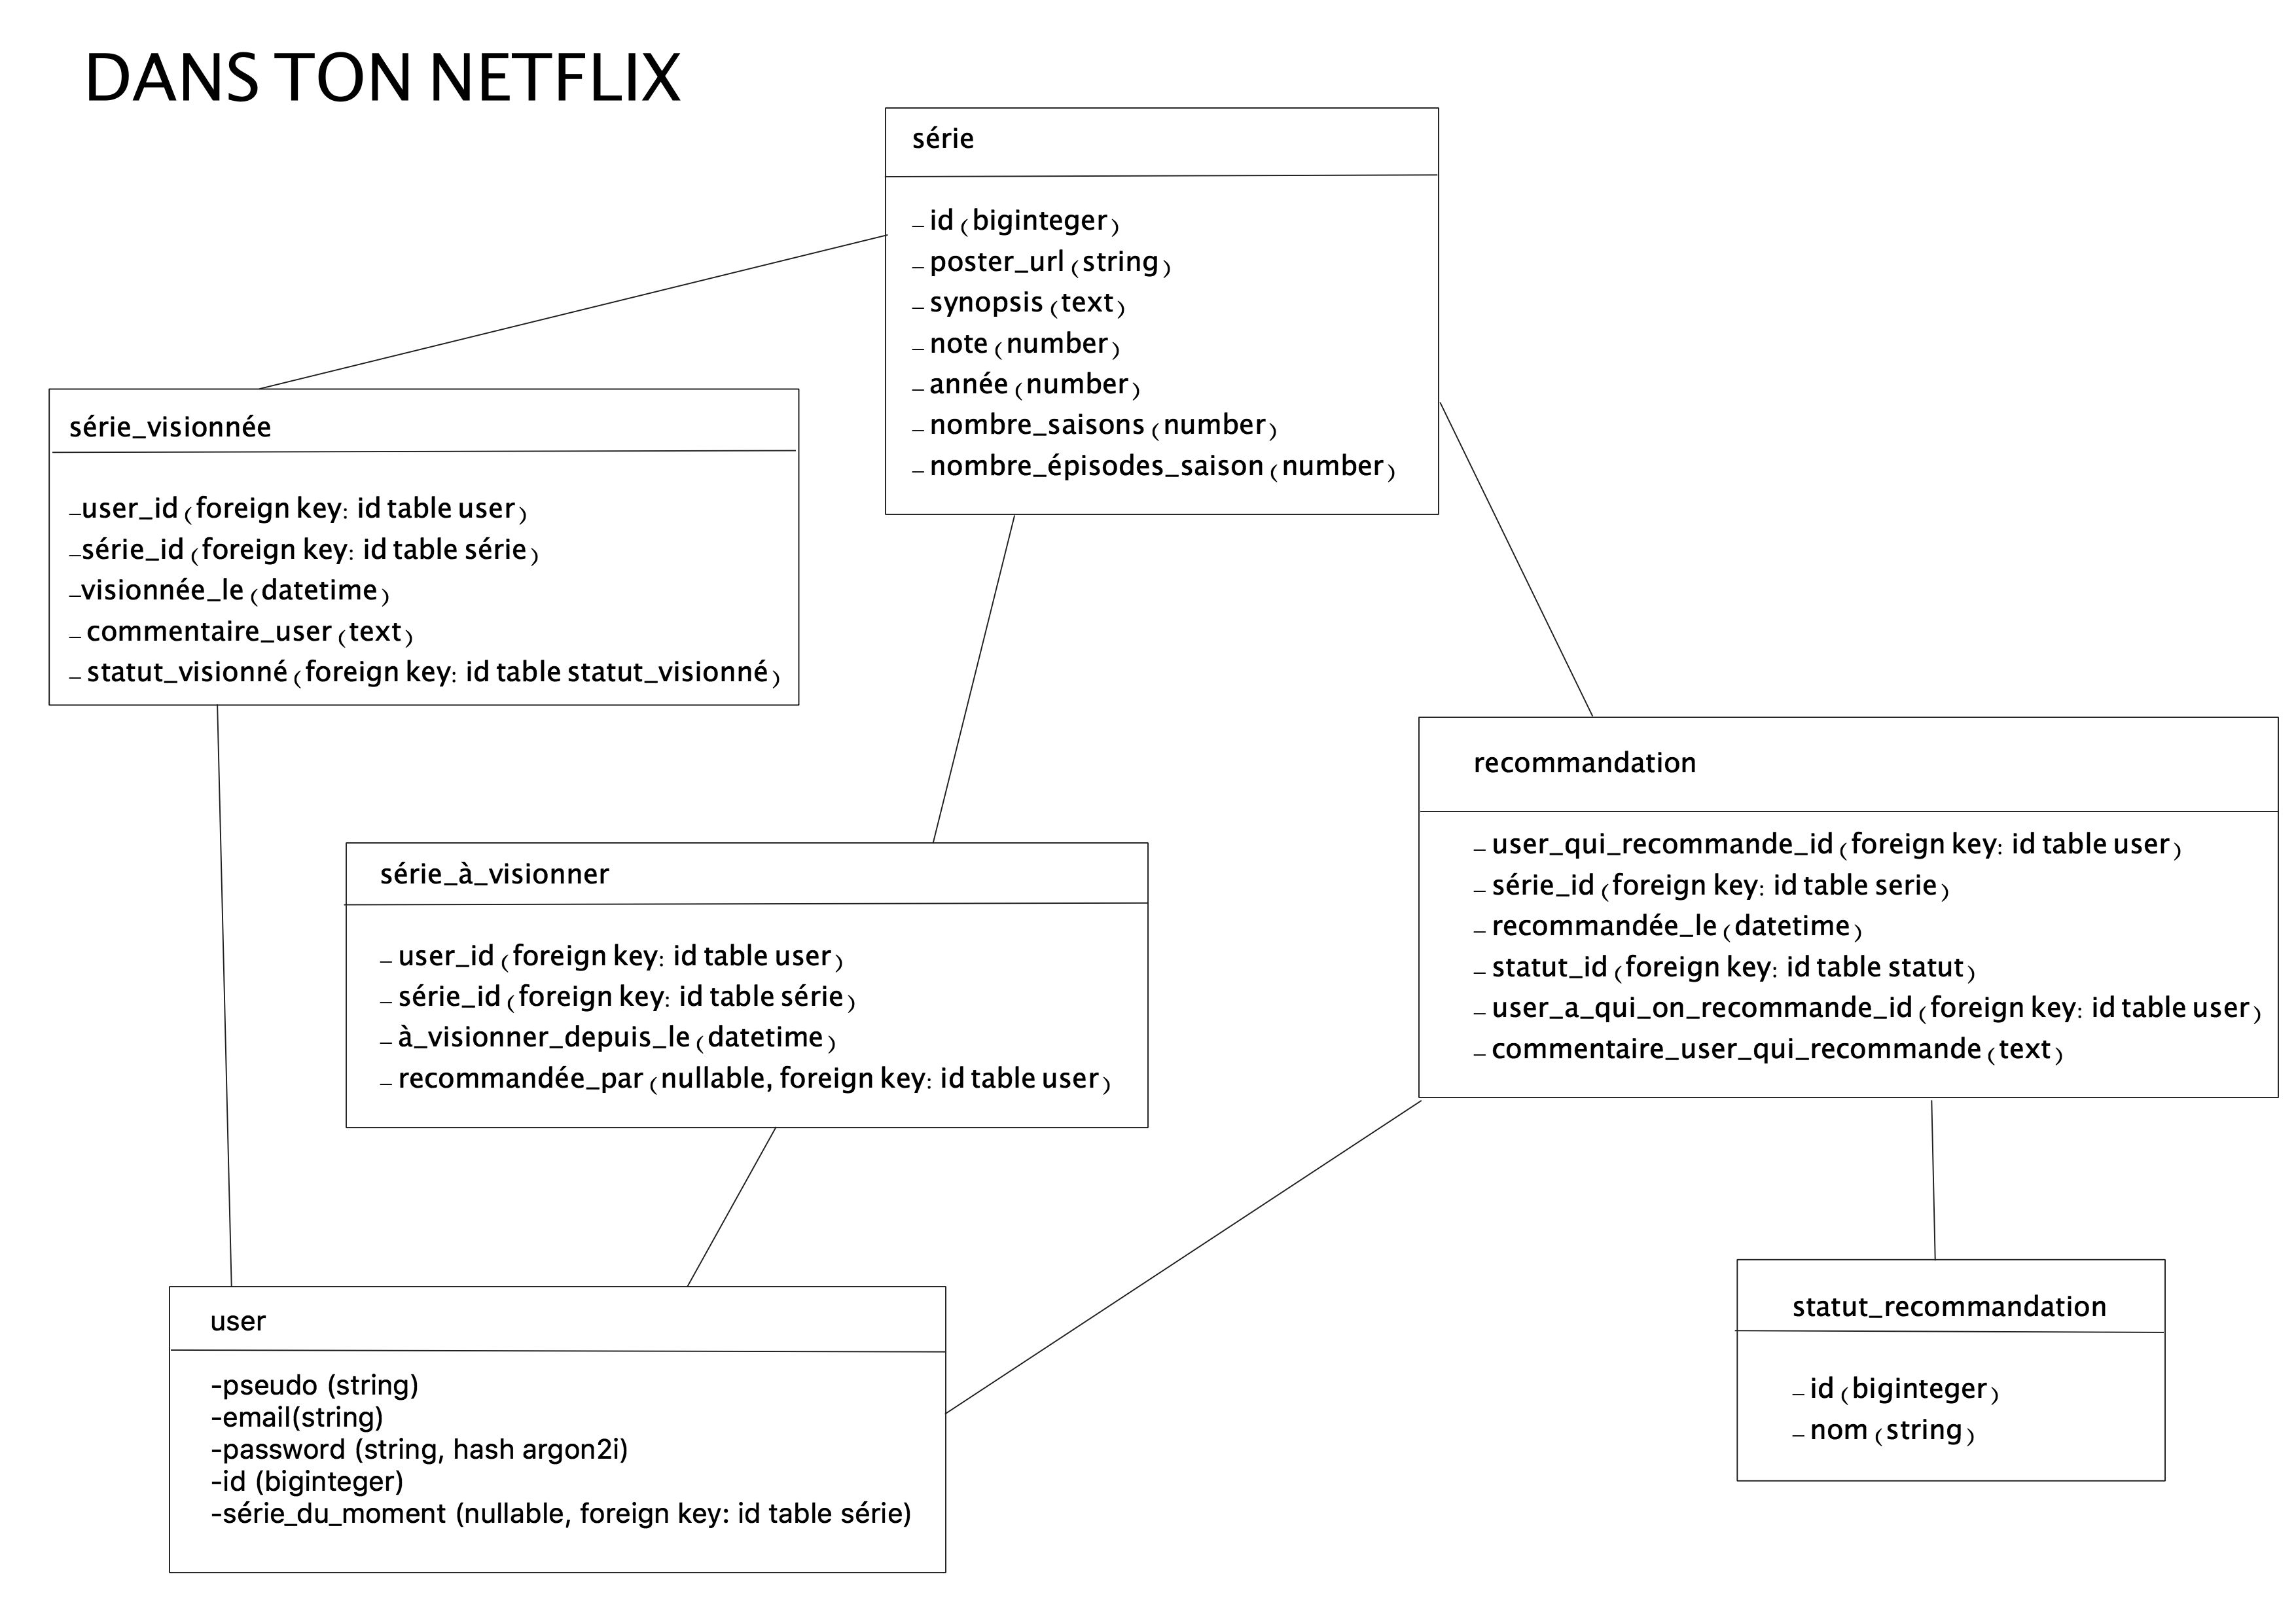 DANS TON NETFLIX
série
- id (biginteger)
- poster_url (string)
- synopsis (text)
- note (number)
- année (number)
- nombre_saisons (number)
- nombre_épisodes_saison (number)
série_visionnée
-user_id (foreign key: id table user)
-série_id (foreign key: id table série)
-visionnée_le (datetime)
- commentaire_user (text)
- statut_visionné (foreign key: id table statut_visionné)
recommandation
- user_qui_recommande_id (foreign key: id table user)
- série_id (foreign key: id table serie)
- recommandée_le (datetime)
- statut_id (foreign key: id table statut)
- user_a_qui_on_recommande_id (foreign key: id table user)
- commentaire_user_qui_recommande (text)
série_à_visionner
- user_id (foreign key: id table user)
- série_id (foreign key: id table série)
- à_visionner_depuis_le (datetime)
- recommandée_par (nullable, foreign key: id table user)
user
-pseudo (string)
-email(string)
-password (string, hash argon2i)
-id (biginteger)
-série_du_moment (nullable, foreign key: id table série)
statut_recommandation
- id (biginteger)
- nom (string)